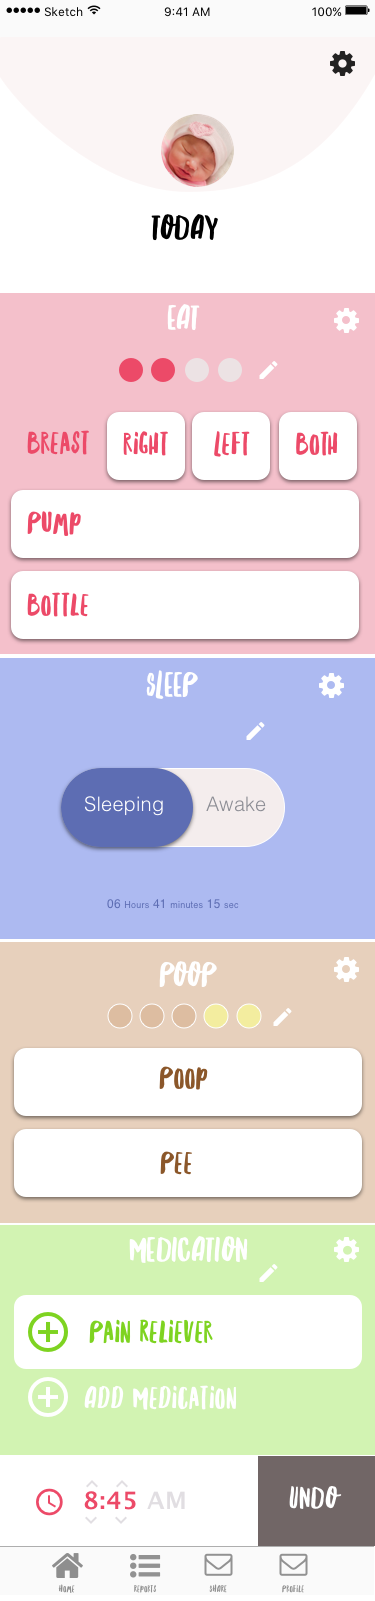 Sketch 9:41 AM 100%
TODAY
EAT
BREAST RiGHT LEFT BOTH
PUMP
BOTTLE
SLEEP
Sleeping Awake
06 Hours 41 minutes 15 sec
POOP
POOP
PEE
MEDICATION
PAiN RELiEVER
ADD MEDiCATiON
8:45 AM UNDO
HOME REPORTS SHARE PROFiLE